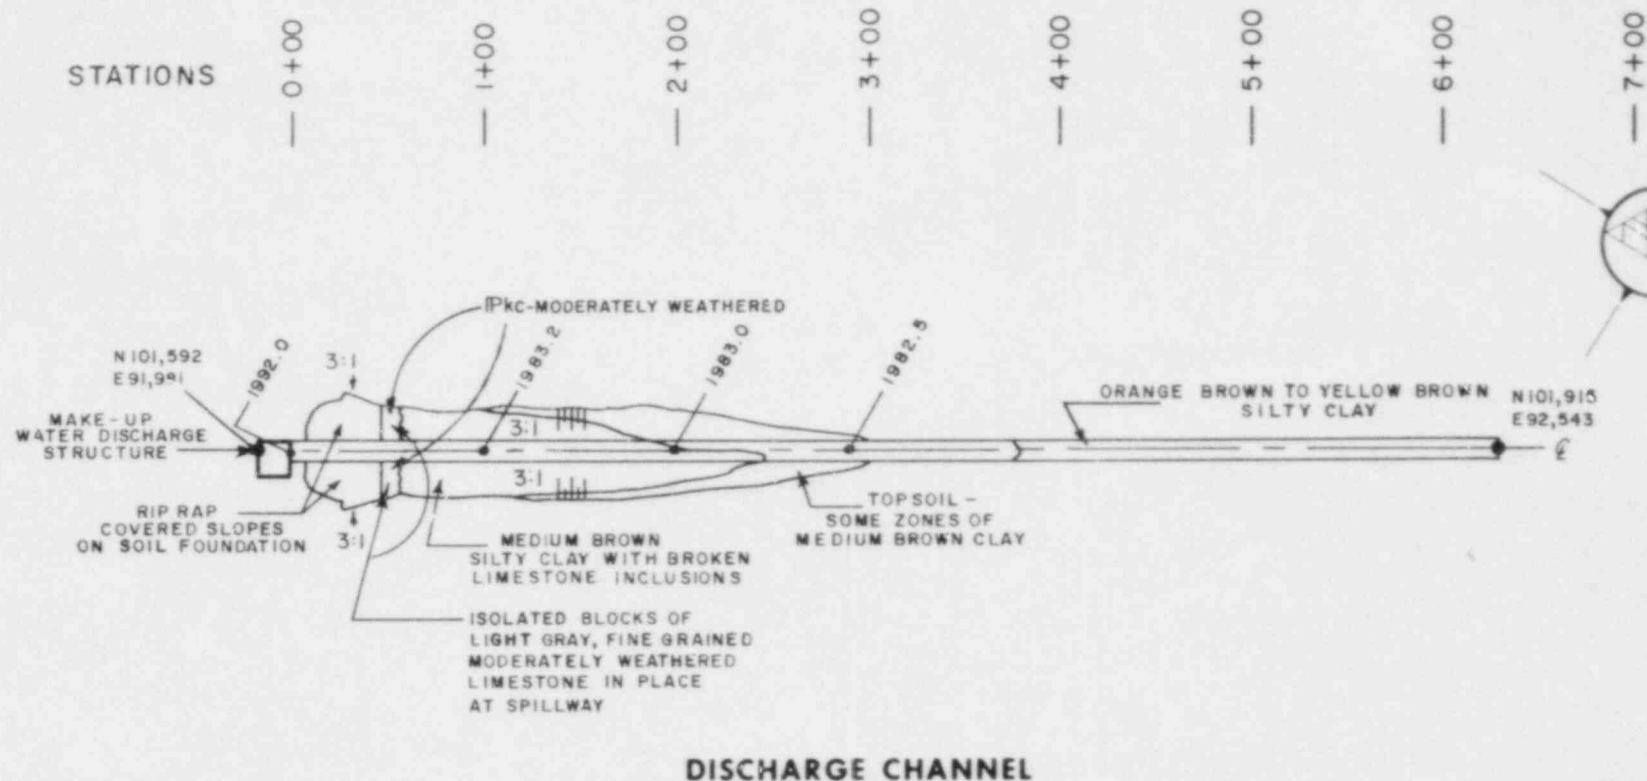 STATIONS
0+00
1+00
2+00
3+00
4+00
5+00
6+00
7+00
IPkc-MODERATELY WEATHERED
N 101,592
E 91,991
1992.0
3:1
1983.2
1983.0
1982.5
MAKE-UP
WATER DISCHARGE
STRUCTURE
3:1
ORANGE BROWN TO YELLOW BROWN
SILTY CLAY
N101,915
E92,543
℄
3:1
RIP RAP
COVERED SLOPES
ON SOIL FOUNDATION
3:1
MEDIUM BROWN
SILTY CLAY WITH BROKEN
LIMESTONE INCLUSIONS
TOPSOIL -
SOME ZONES OF
MEDIUM BROWN CLAY
ISOLATED BLOCKS OF
LIGHT GRAY, FINE GRAINED
MODERATELY WEATHERED
LIMESTONE IN PLACE
AT SPILLWAY
DISCHARGE CHANNEL